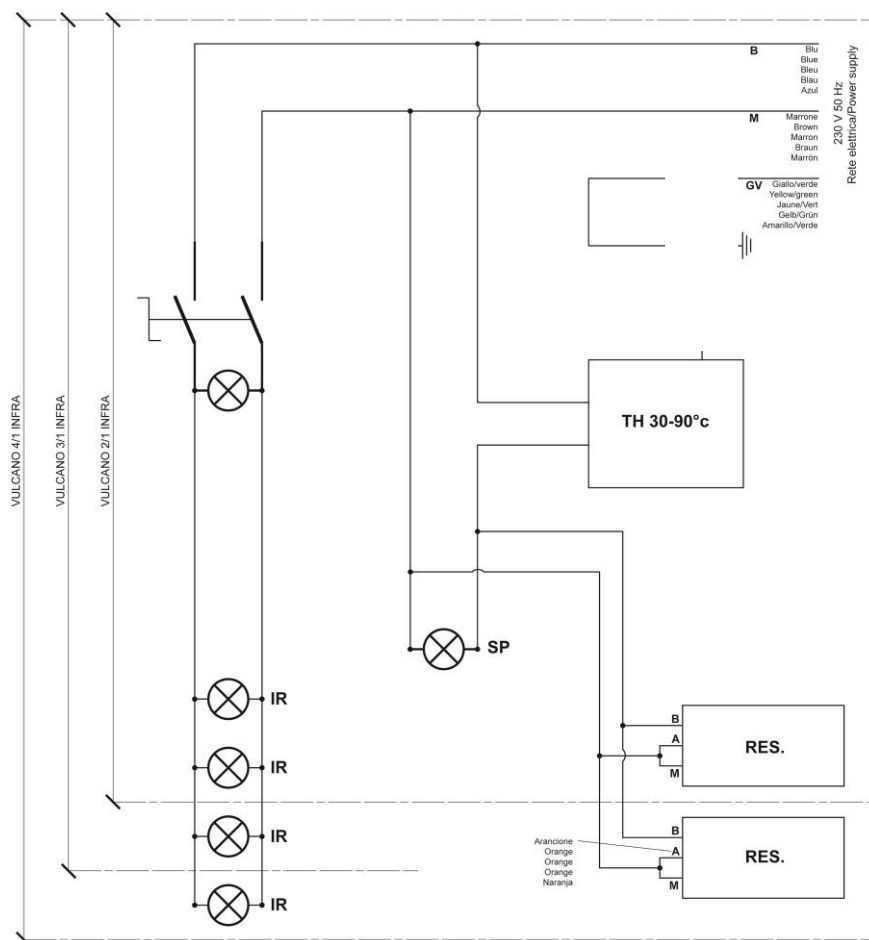 B
Blu
Blue
Bleu
Blau
Azul
M
Marrone
Brown
Marron
Braun
Marrón
GV
Giallo/verde
Yellow/green
Jaune/Vert
Gelb/Grün
Amarillo/Verde
230 V 50 Hz
Rete elettrica/Power supply
VULCANO 4/1 INFRA
VULCANO 3/1 INFRA
VULCANO 2/1 INFRA
TH 30-90°c
SP
IR
IR
IR
IR
B
A
M
RES.
B
A
M
RES.
Arancione
Orange
Orange
Orange
Naranja